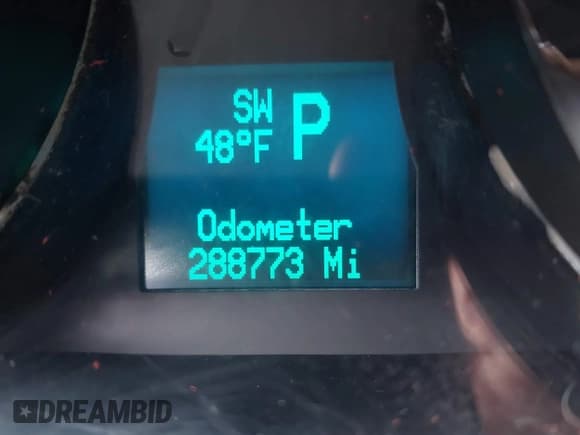 SW P
48°F
Odometer
288773 Mi
DREAMBID